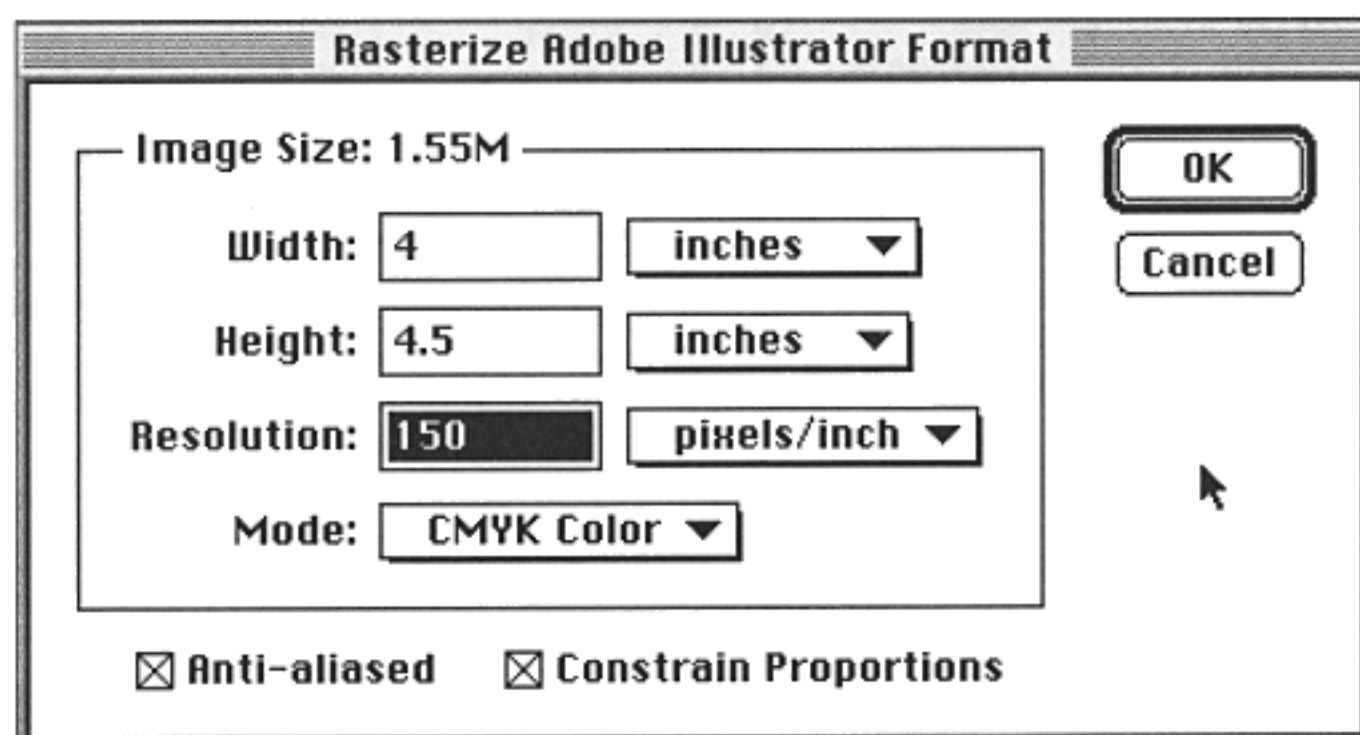 Rasterize Adobe Illustrator Format
Image Size: 1.55M
OK
Width: 4 inches
Cancel
Height: 4.5 inches
Resolution: 150 pixels/inch
Mode: CMYK Color
Anti-aliased Constrain Proportions